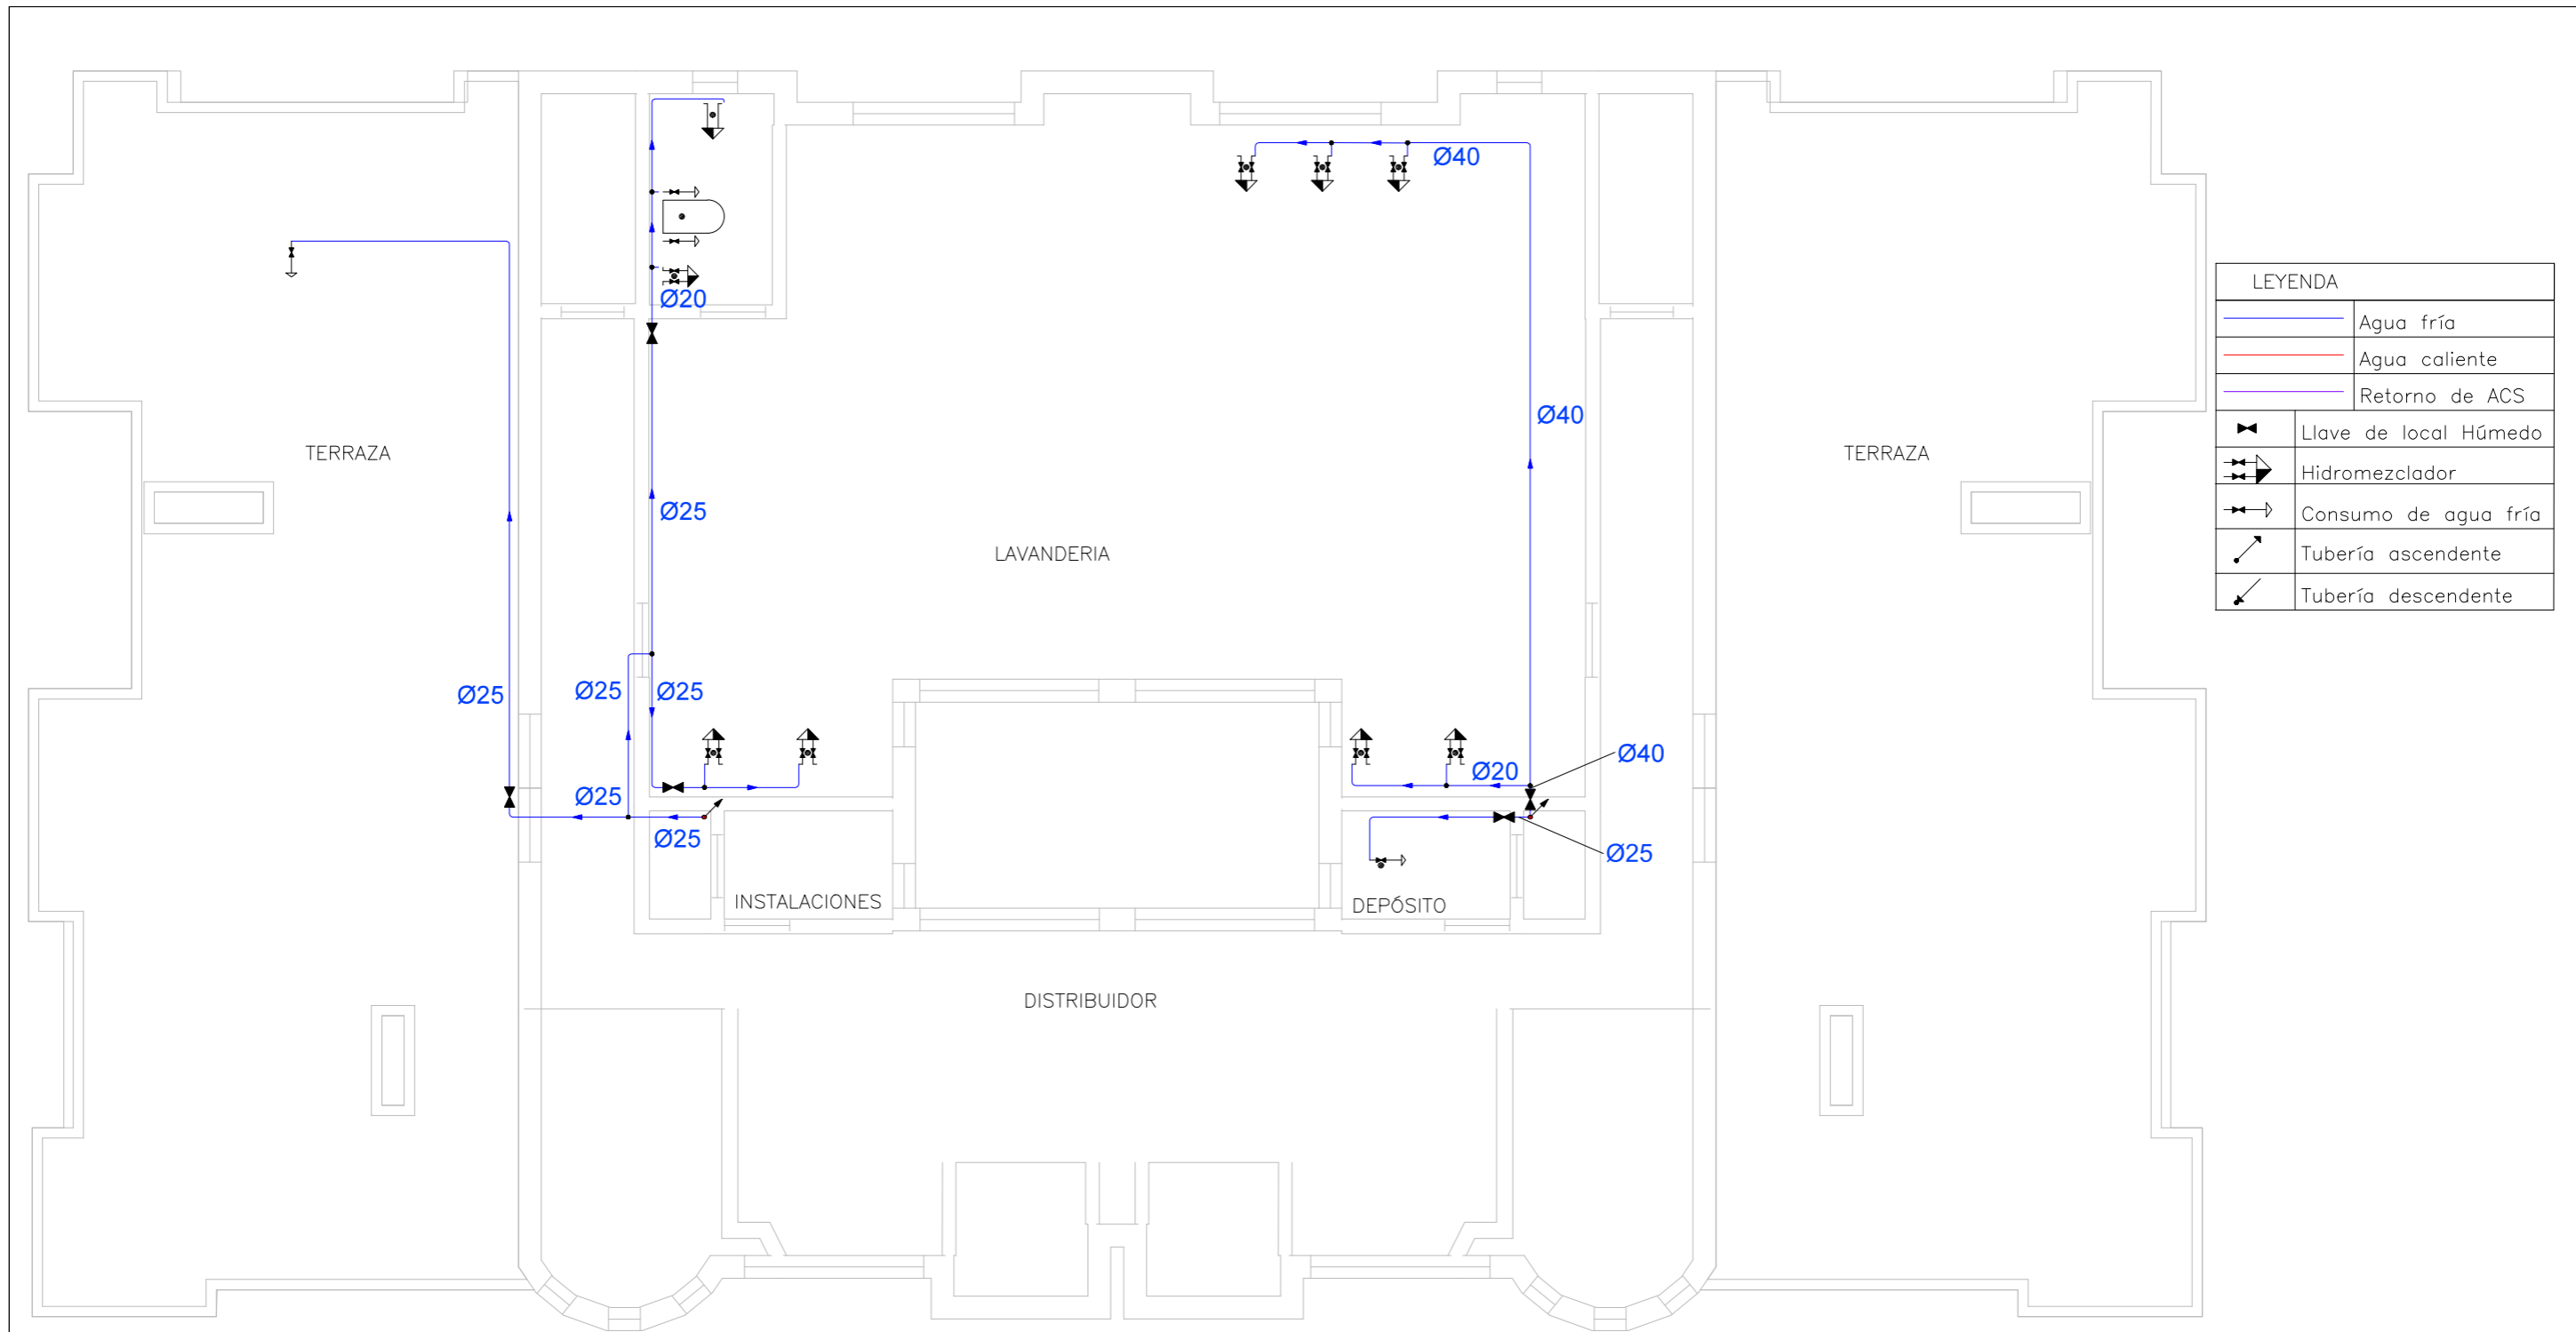 Ø40
Ø20
Ø40
TERRAZA
TERRAZA
Ø25
LAVANDERIA
Ø25
Ø25
Ø25
Ø40
Ø20
Ø25
Ø25
Ø25
INSTALACIONES
DEPÓSITO
DISTRIBUIDOR
LEYENDA
Agua fría
Agua caliente
Retorno de ACS
Llave de local Húmedo
Hidromezclador
Consumo de agua fría
Tubería ascendente
Tubería descendente